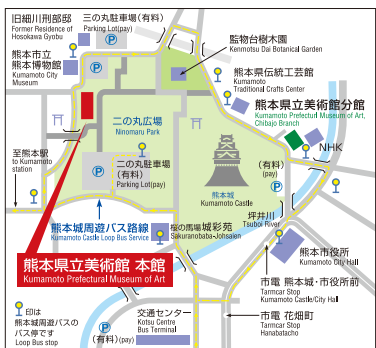 旧細川刑部邸
Former Residence of
Hosokawa Gyobu
三の丸駐車場（有料）
Parking Lot(pay)
P
監物台樹木園
Kenmotsu Dai Botanical Garden
熊本市立
熊本博物館
Kumamoto City
Museum
P
熊本県伝統工芸館
Kumamoto
Traditional Crafts Center
熊本県立美術館分館
Kumamoto Prefectural Museum of Art,
Chibajo Branch
二の丸広場
Ninomaru Park
NHK
至熊本駅
to Kumamoto
station
P
二の丸駐車場
（有料）
Parking Lot(pay)
熊本城
Kumamoto Castle
（有料）
(pay)
P
坪井川
Tsuboi River
熊本城周遊バス路線
Kumamoto Castle Loop Bus Service
桜の馬場城彩苑
Sakuranobaba-Johsaien
熊本市役所
Kumamoto City Hall
熊本県立美術館 本館
Kumamoto Prefectural Museum of Art
市電 熊本城・市役所前
Tarmcar Stop
Kumamoto Castle/City Hall
印は
熊本城周遊バスの
バス停です
Loop Bus stop
P
（有料）(pay)
交通センター
Kotsu Centre
Bus Terminal
市電 花畑町
Tarmcar Stop
Hanabatacho